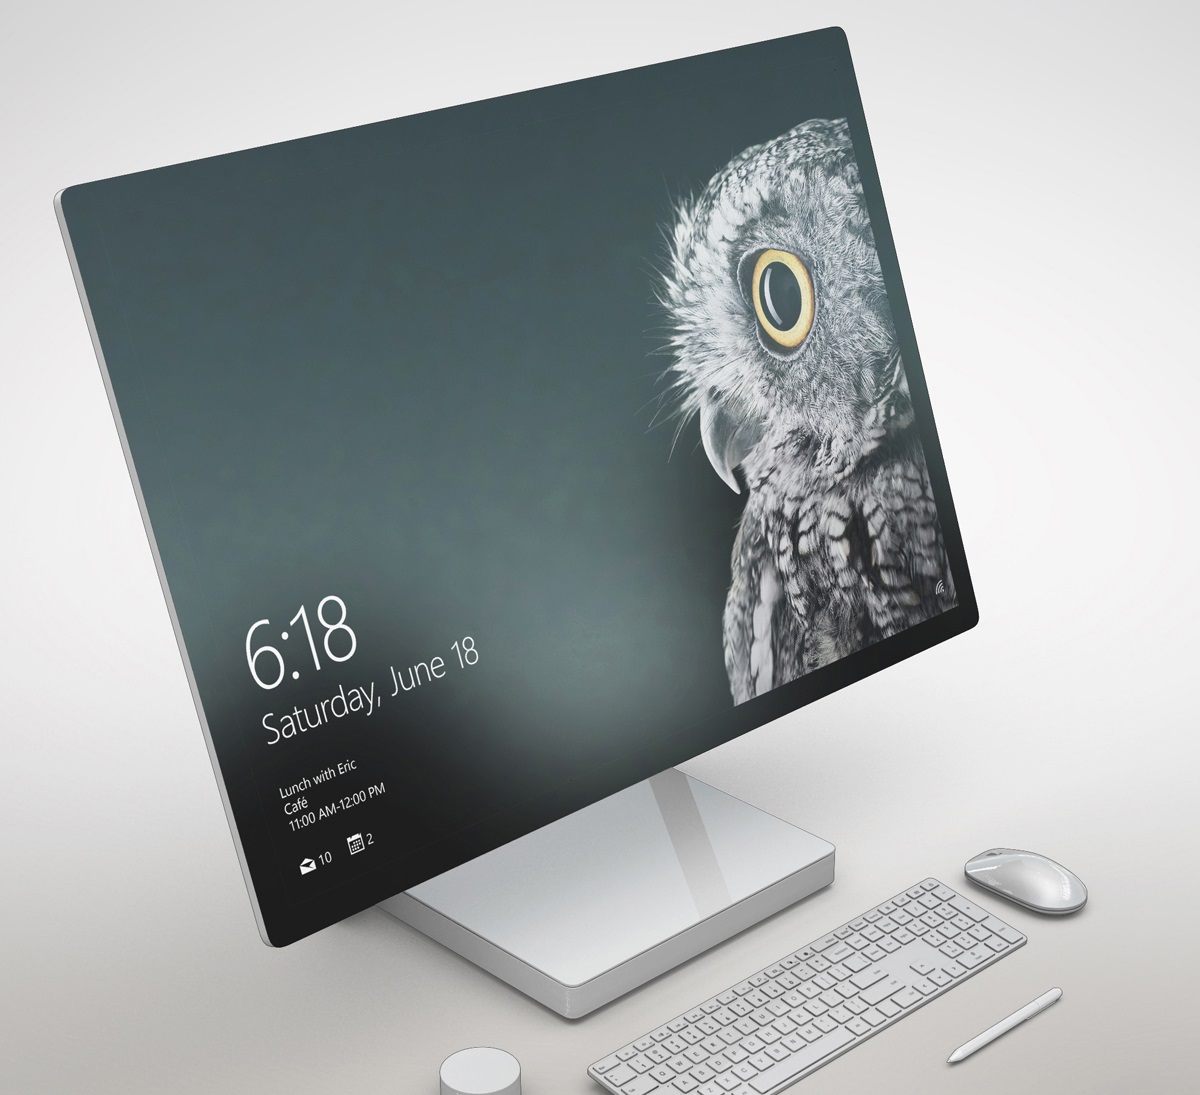 6:18
Saturday, June 18
Lunch with Eric
Café
11:00 AM-12:00 PM
10 2